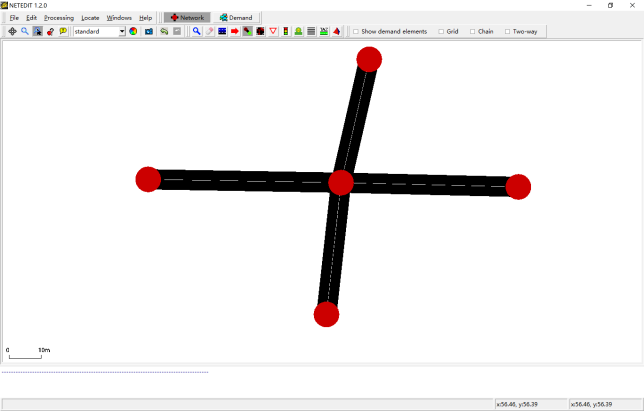 NETEDIT 1.2.0
File Edit Processing Locate Windows Help Network Demand
standard Show demand elements Grid Chain Two-way
0 10m
x:56.46, y:56.39 x:56.46, y:56.39